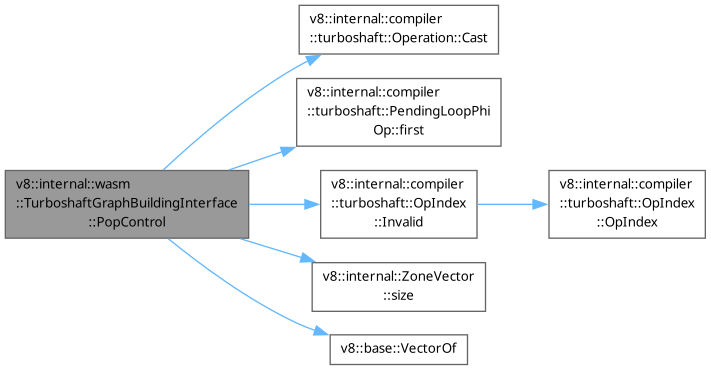 v8::internal::compiler
::turboshaft::Operation::Cast
v8::internal::compiler
::turboshaft::PendingLoopPhi
Op::first
v8::internal::wasm
::TurboshaftGraphBuildingInterface
::PopControl
v8::internal::compiler
::turboshaft::OpIndex
::Invalid
v8::internal::compiler
::turboshaft::OpIndex
::OpIndex
v8::internal::ZoneVector
::size
v8::base::VectorOf